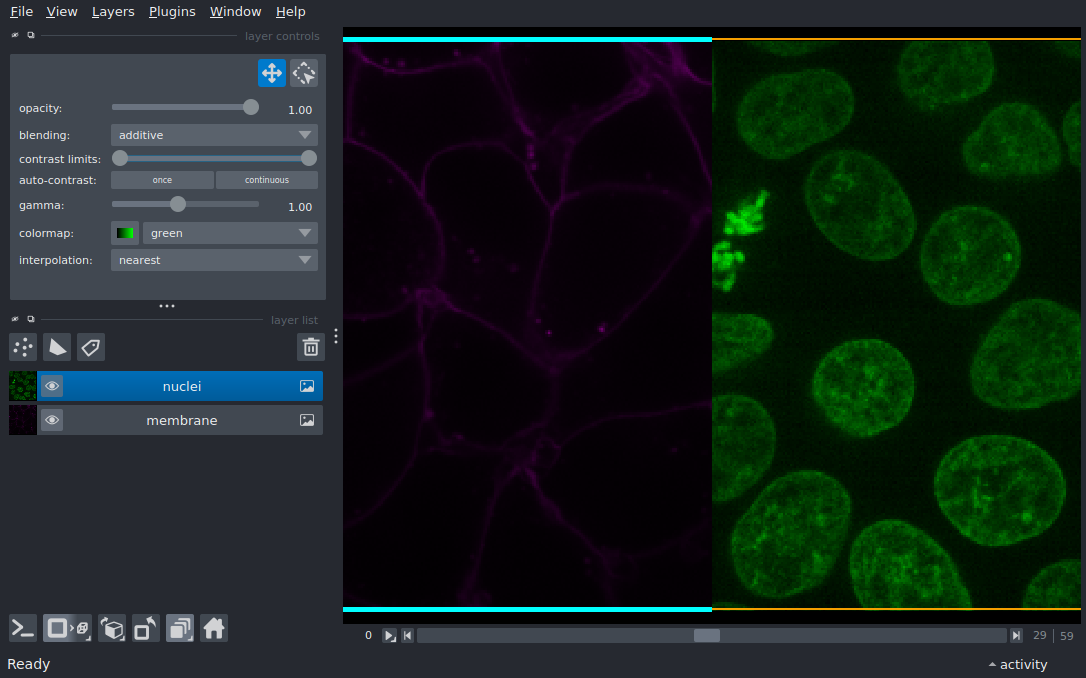 File View Layers Plugins Window Help
layer controls
opacity: 1.00
blending: additive
contrast limits:
auto-contrast: once continuous
gamma: 1.00
colormap: green
interpolation: nearest
layer list
nuclei
membrane
0 29 59
Ready activity